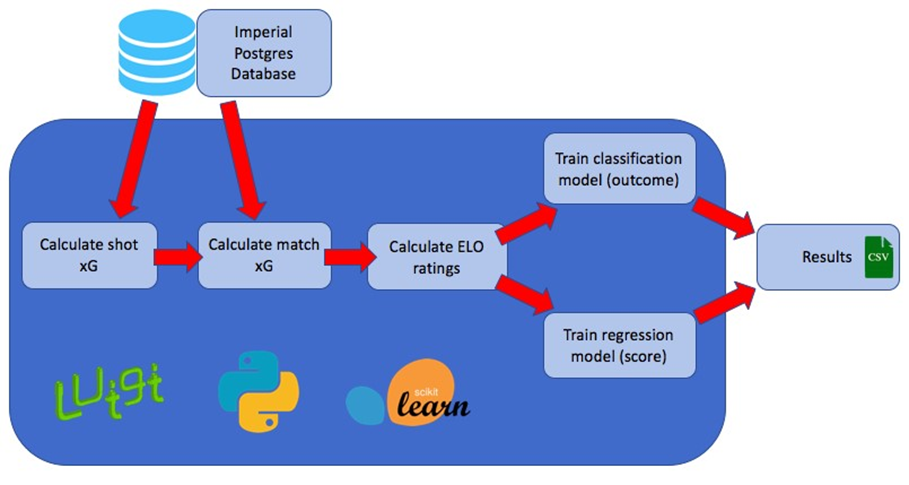 Imperial
Postgres
Database
Train classification
model (outcome)
Calculate shot
xG
Calculate match
xG
Calculate ELO
ratings
Results
CSV
Train regression
model (score)
Luigi
scikit
learn